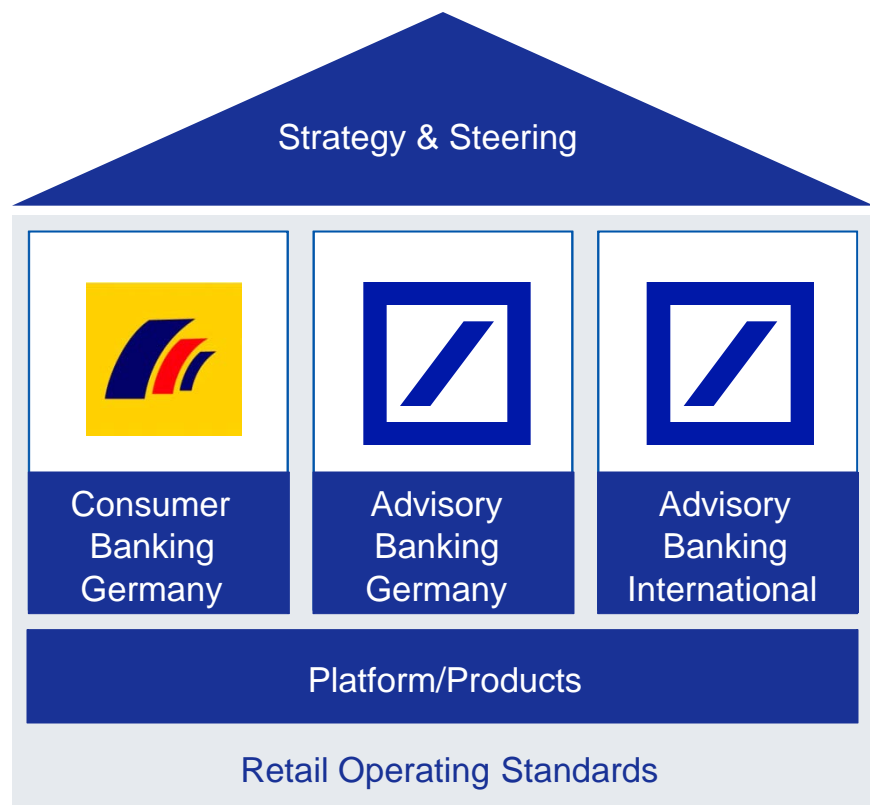 Strategy & Steering
Consumer
Banking
Germany
Advisory
Banking
Germany
Advisory
Banking
International
Platform/Products
Retail Operating Standards